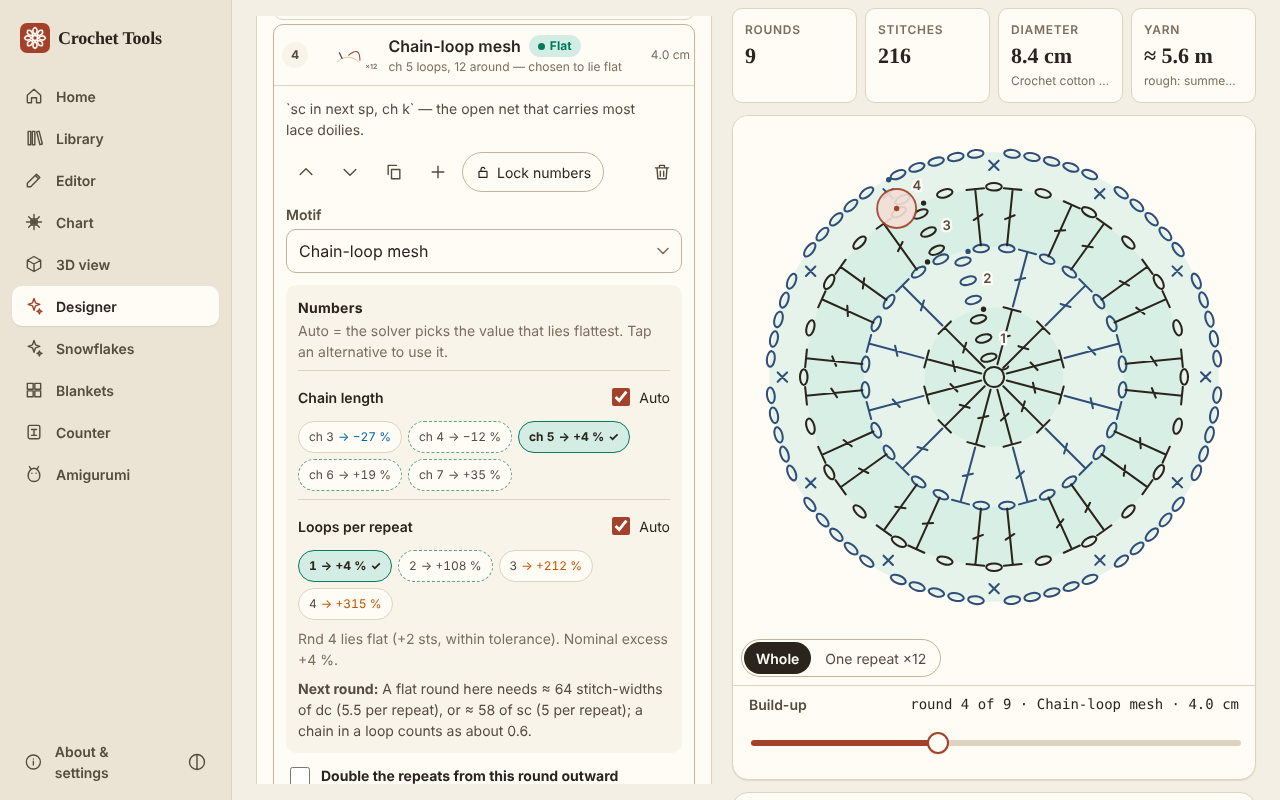 Crochet Tools
Home
Library
Editor
Chart
3D view
Designer
Snowflakes
Blankets
Counter
Amigurumi
About &
settings
4
×12
Chain-loop mesh
Flat
ch 5 loops, 12 around — chosen to lie flat
4.0 cm
`sc in next sp, ch k` — the open net that carries most
lace doilies.
Lock numbers
Motif
Chain-loop mesh
Numbers
Auto = the solver picks the value that lies flattest. Tap
an alternative to use it.
Chain length
Auto
ch 3 → −27 %
ch 4 → −12 %
ch 5 → +4 % ✓
ch 6 → +19 %
ch 7 → +35 %
Loops per repeat
Auto
1 → +4 % ✓
2 → +108 %
3 → +212 %
4 → +315 %
Rnd 4 lies flat (+2 sts, within tolerance). Nominal excess
+4 %.
Next round: A flat round here needs ≈ 64 stitch-widths
of dc (5.5 per repeat), or ≈ 58 of sc (5 per repeat); a
chain in a loop counts as about 0.6.
Double the repeats from this round outward
ROUNDS
9
STITCHES
216
DIAMETER
8.4 cm
Crochet cotton ...
YARN
≈ 5.6 m
rough: summe...
4
3
2
1
Whole
One repeat ×12
Build-up
round 4 of 9 · Chain-loop mesh · 4.0 cm